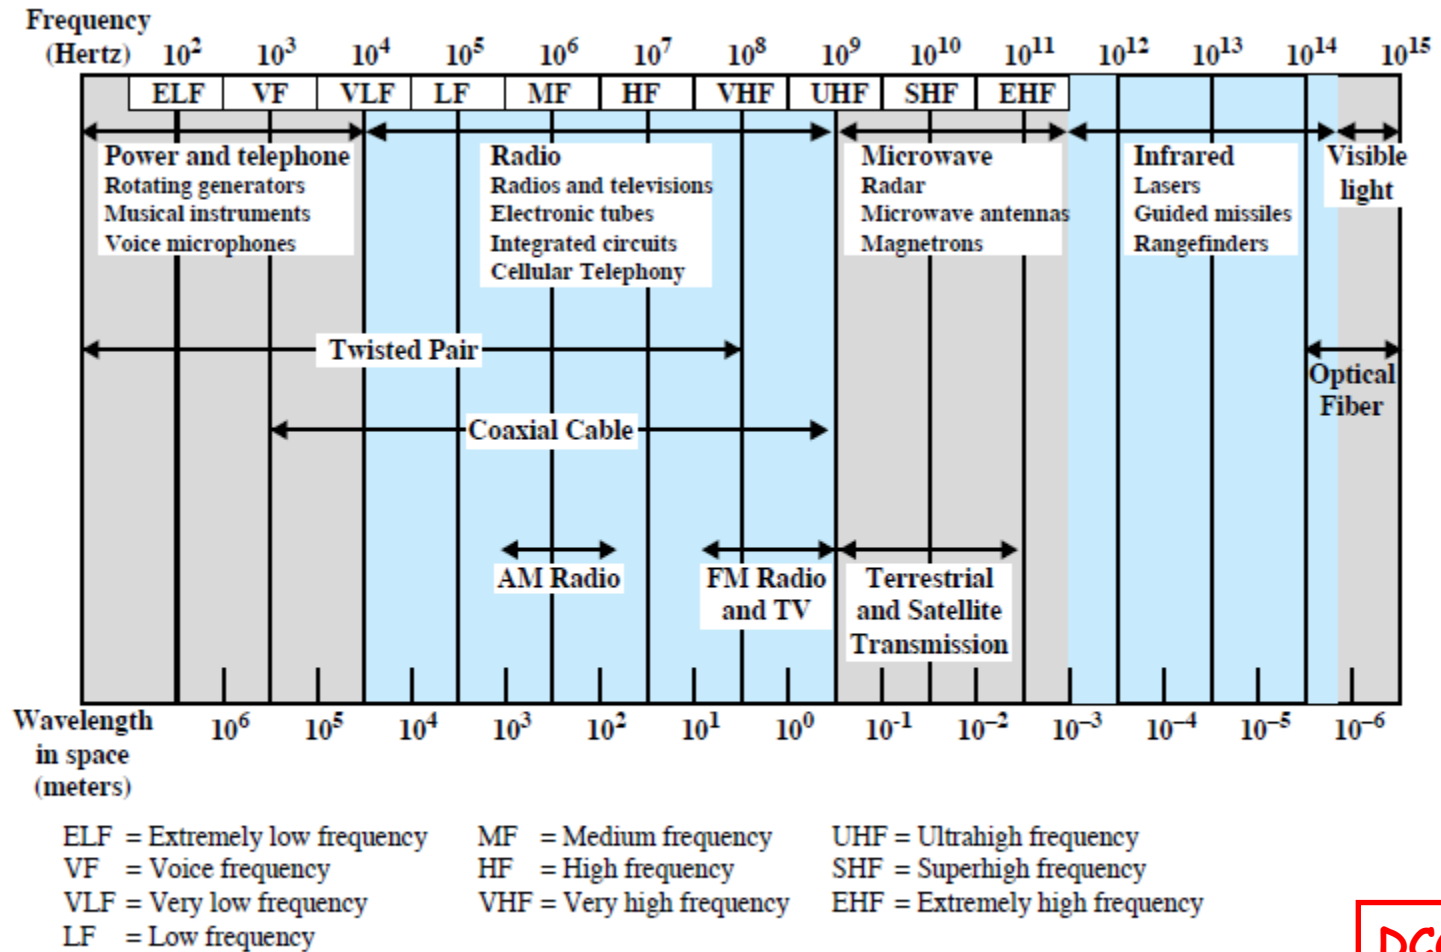 Frequency
(Hertz) 10² 10³ 10⁴ 10⁵ 10⁶ 10⁷ 10⁸ 10⁹ 10¹⁰ 10¹¹ 10¹² 10¹³ 10¹⁴ 10¹⁵
ELF VF VLF LF MF HF VHF UHF SHF EHF
Power and telephone
Rotating generators
Musical instruments
Voice microphones
Radio
Radios and televisions
Electronic tubes
Integrated circuits
Cellular Telephony
Microwave
Radar
Microwave antennas
Magnetrons
Infrared
Lasers
Guided missiles
Rangefinders
Visible
light
Twisted Pair
Optical
Fiber
Coaxial Cable
AM Radio
FM Radio
and TV
Terrestrial
and Satellite
Transmission
Wavelength
in space
(meters)
10⁶ 10⁵ 10⁴ 10³ 10² 10¹ 10⁰ 10⁻¹ 10⁻² 10⁻³ 10⁻⁴ 10⁻⁵ 10⁻⁶
ELF = Extremely low frequency
VF = Voice frequency
VLF = Very low frequency
LF = Low frequency
MF = Medium frequency
HF = High frequency
VHF = Very high frequency
UHF = Ultrahigh frequency
SHF = Superhigh frequency
EHF = Extremely high frequency